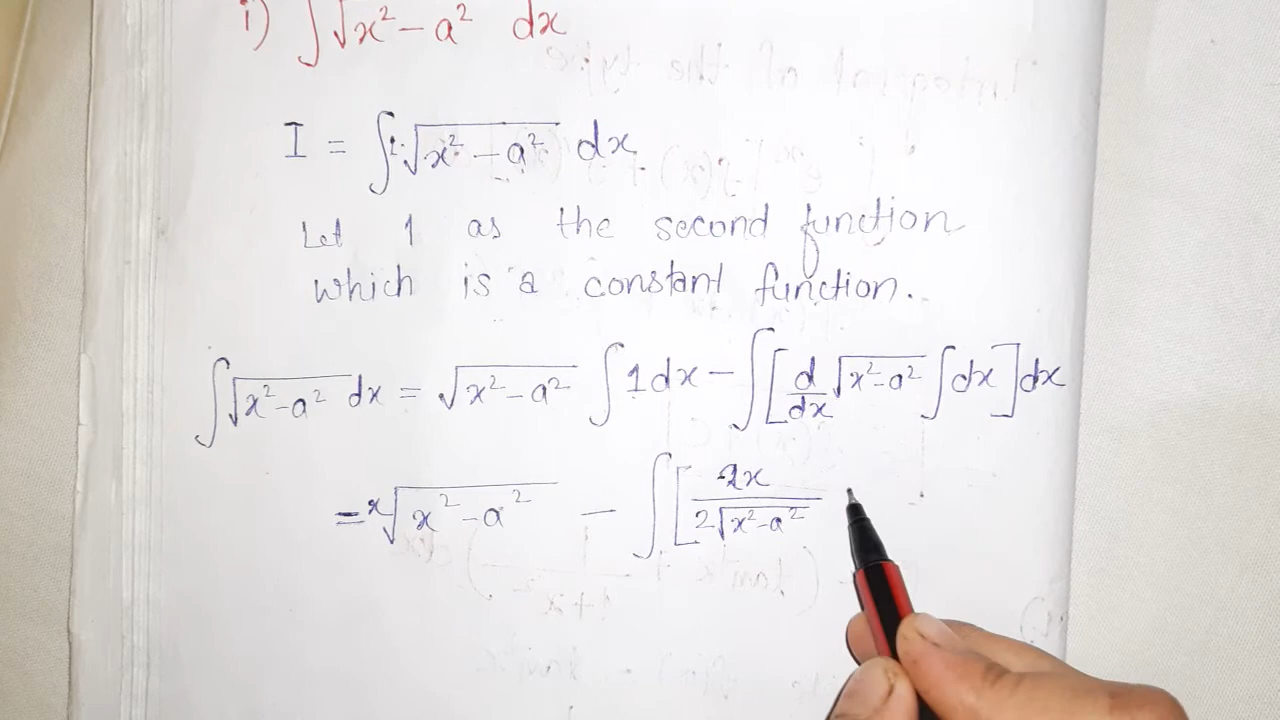 i) ∫√x²-a² dx
I = ∫1·√x²-a² dx
Let 1 as the second function
which is a constant function.
∫√x²-a² dx = √x²-a² ∫1dx - ∫[d/dx √x²-a² ∫dx]dx
= x√x²-a² - ∫[2x/2√x²-a²